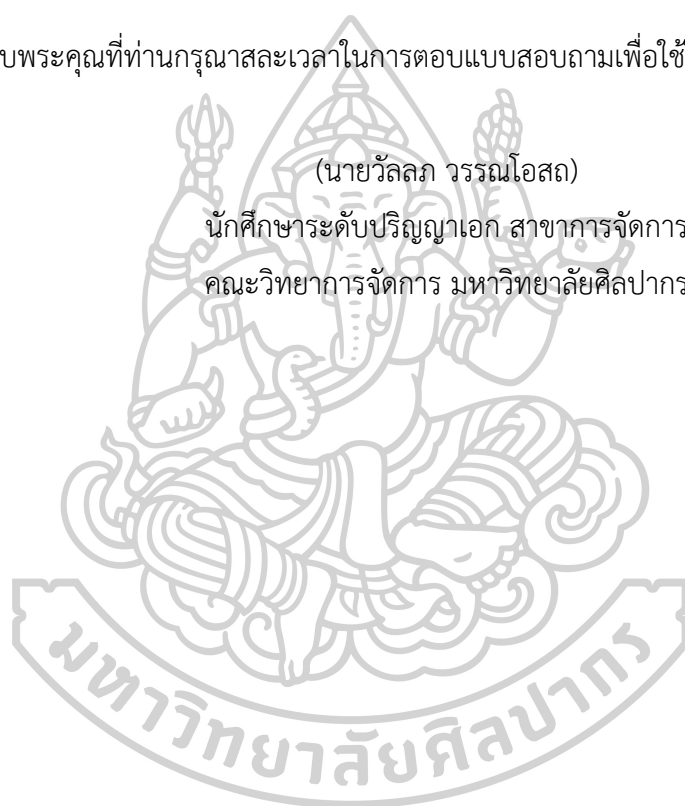 บพระคุณที่ท่านกรุณาสละเวลาในการตอบแบบสอบถามเพื่อใช้
(นายวัลลภ วรรณโอสถ)
นักศึกษาระดับปริญญาเอก สาขาการจัดการ
คณะวิทยาการจัดการ มหาวิทยาลัยศิลปากร
มหาวิทยาลัยศิลปากร